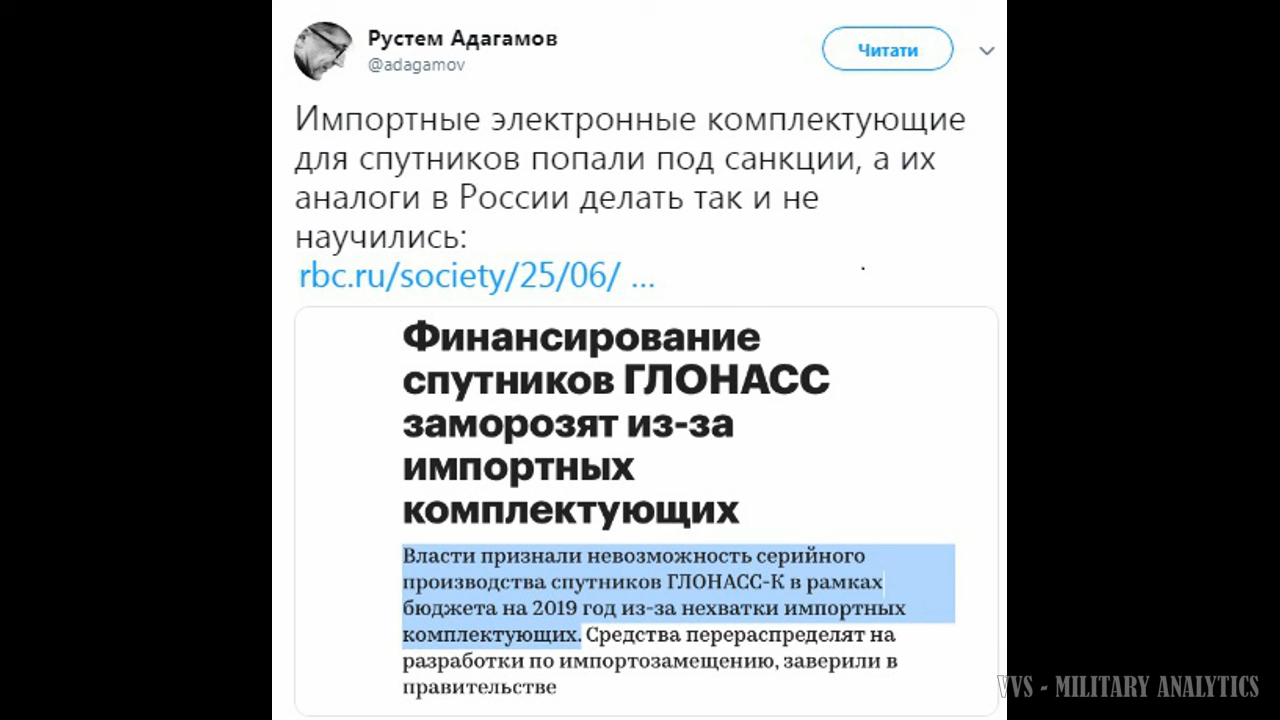 Рустем Адагамов
@adagamov
Читати
Импортные электронные комплектующие
для спутников попали под санкции, а их
аналоги в России делать так и не
научились:
rbc.ru/society/25/06/ ...
Финансирование
спутников ГЛОНАСС
заморозят из-за
импортных
комплектующих
Власти признали невозможность серийного
производства спутников ГЛОНАСС-К в рамках
бюджета на 2019 год из-за нехватки импортных
комплектующих. Средства перераспределят на
разработки по импортозамещению, заверили в
правительстве
VVS - MILITARY ANALYTICS